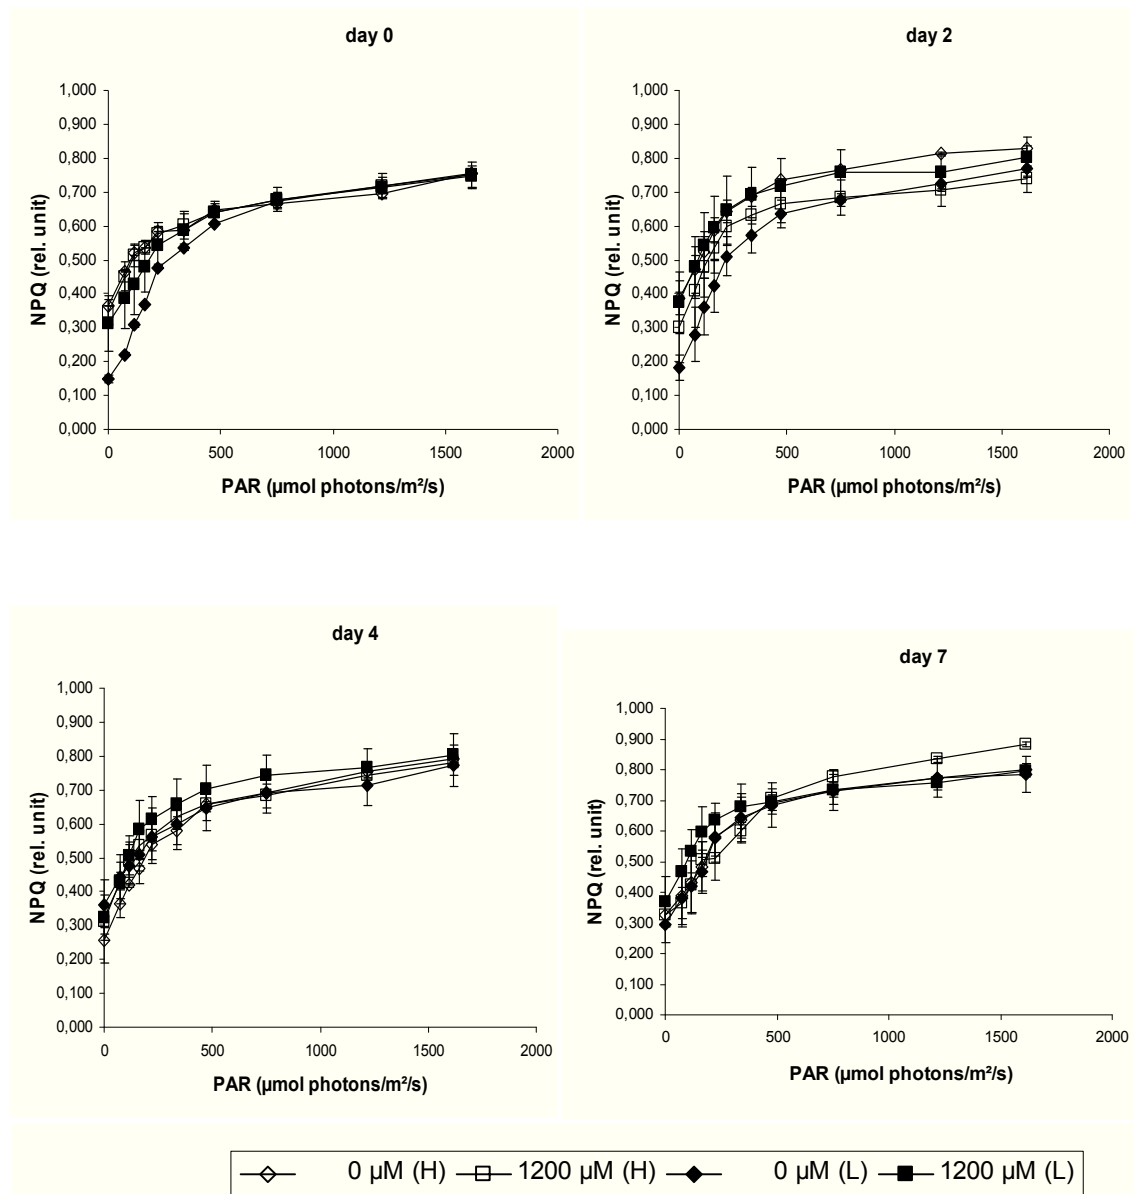 day 0
1,000
0,900
0,800
0,700
0,600
0,500
0,400
0,300
0,200
0,100
0,000
NPQ (rel. unit)
0 500 1000 1500 2000
PAR (µmol photons/m²/s)
day 2
1,000
0,900
0,800
0,700
0,600
0,500
0,400
0,300
0,200
0,100
0,000
NPQ (rel. unit)
0 500 1000 1500 2000
PAR (µmol photons/m²/s)
day 4
1,000
0,900
0,800
0,700
0,600
0,500
0,400
0,300
0,200
0,100
0,000
NPQ (rel. unit)
0 500 1000 1500 2000
PAR (µmol photons/m²/s)
day 7
1,000
0,900
0,800
0,700
0,600
0,500
0,400
0,300
0,200
0,100
0,000
NPQ (rel. unit)
0 500 1000 1500 2000
PAR (µmol photons/m²/s)
0 µM (H) 1200 µM (H) 0 µM (L) 1200 µM (L)